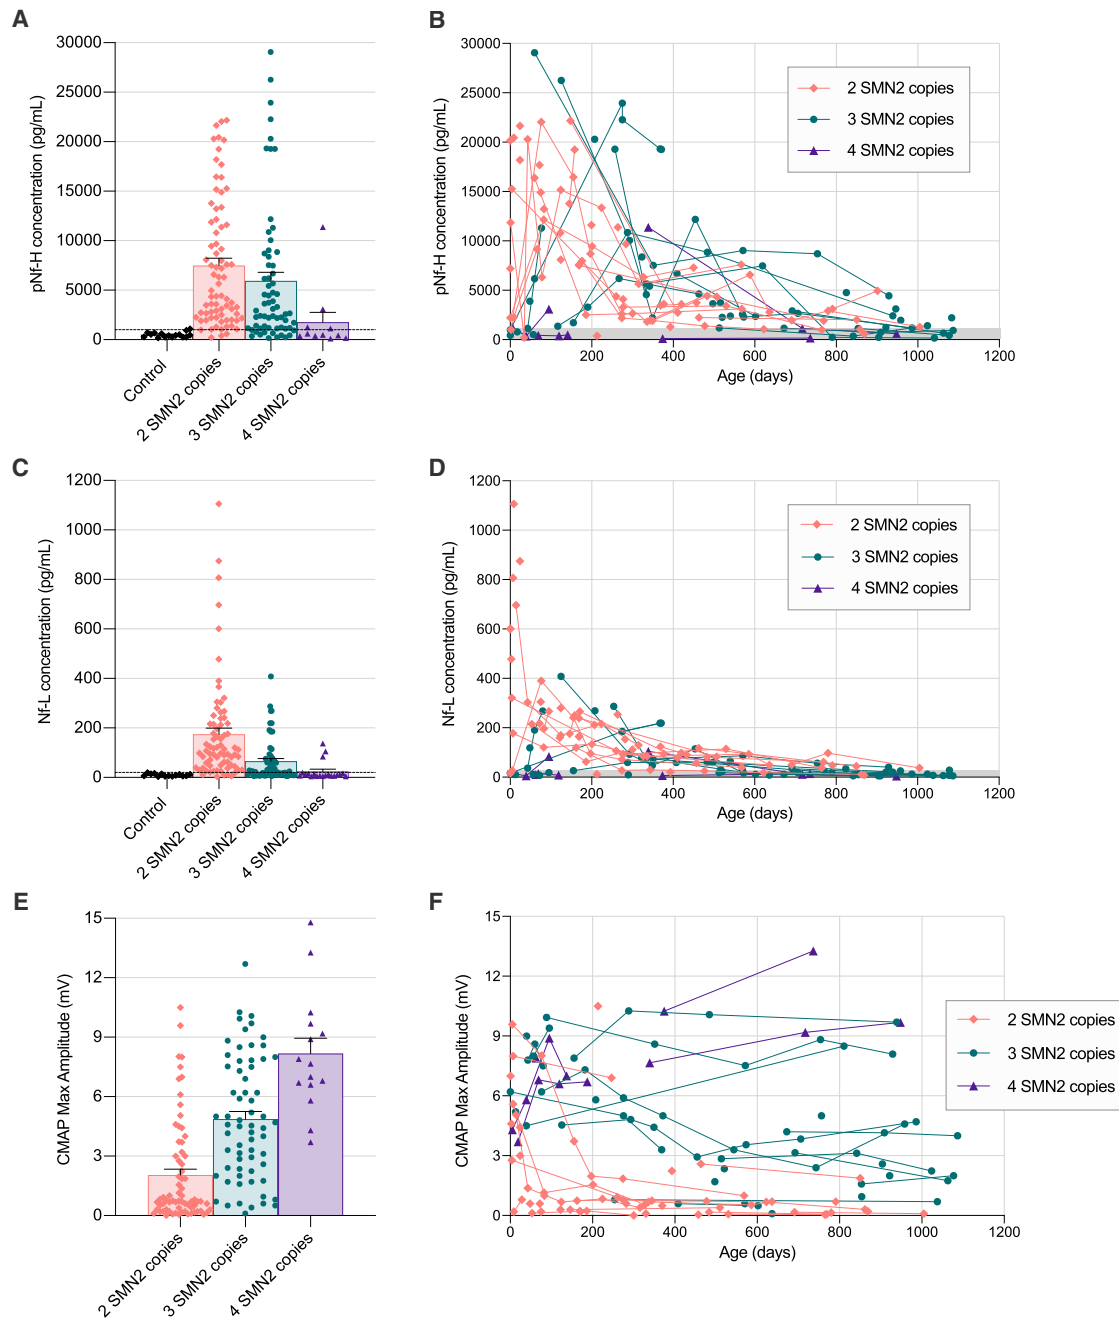 A
pNf-H concentration (pg/mL)
30000
25000
20000
15000
10000
5000
0
Control
2 SMN2 copies
3 SMN2 copies
4 SMN2 copies
B
pNf-H concentration (pg/mL)
30000
25000
20000
15000
10000
5000
0
0 200 400 600 800 1000 1200
Age (days)
2 SMN2 copies
3 SMN2 copies
4 SMN2 copies
C
Nf-L concentration (pg/mL)
1200
1000
800
600
400
200
0
Control
2 SMN2 copies
3 SMN2 copies
4 SMN2 copies
D
Nf-L concentration (pg/mL)
1200
1000
800
600
400
200
0
0 200 400 600 800 1000 1200
Age (days)
2 SMN2 copies
3 SMN2 copies
4 SMN2 copies
E
CMAP Max Amplitude (mV)
15
12
9
6
3
0
2 SMN2 copies
3 SMN2 copies
4 SMN2 copies
F
CMAP Max Amplitude (mV)
15
12
9
6
3
0
0 200 400 600 800 1000 1200
Age (days)
2 SMN2 copies
3 SMN2 copies
4 SMN2 copies